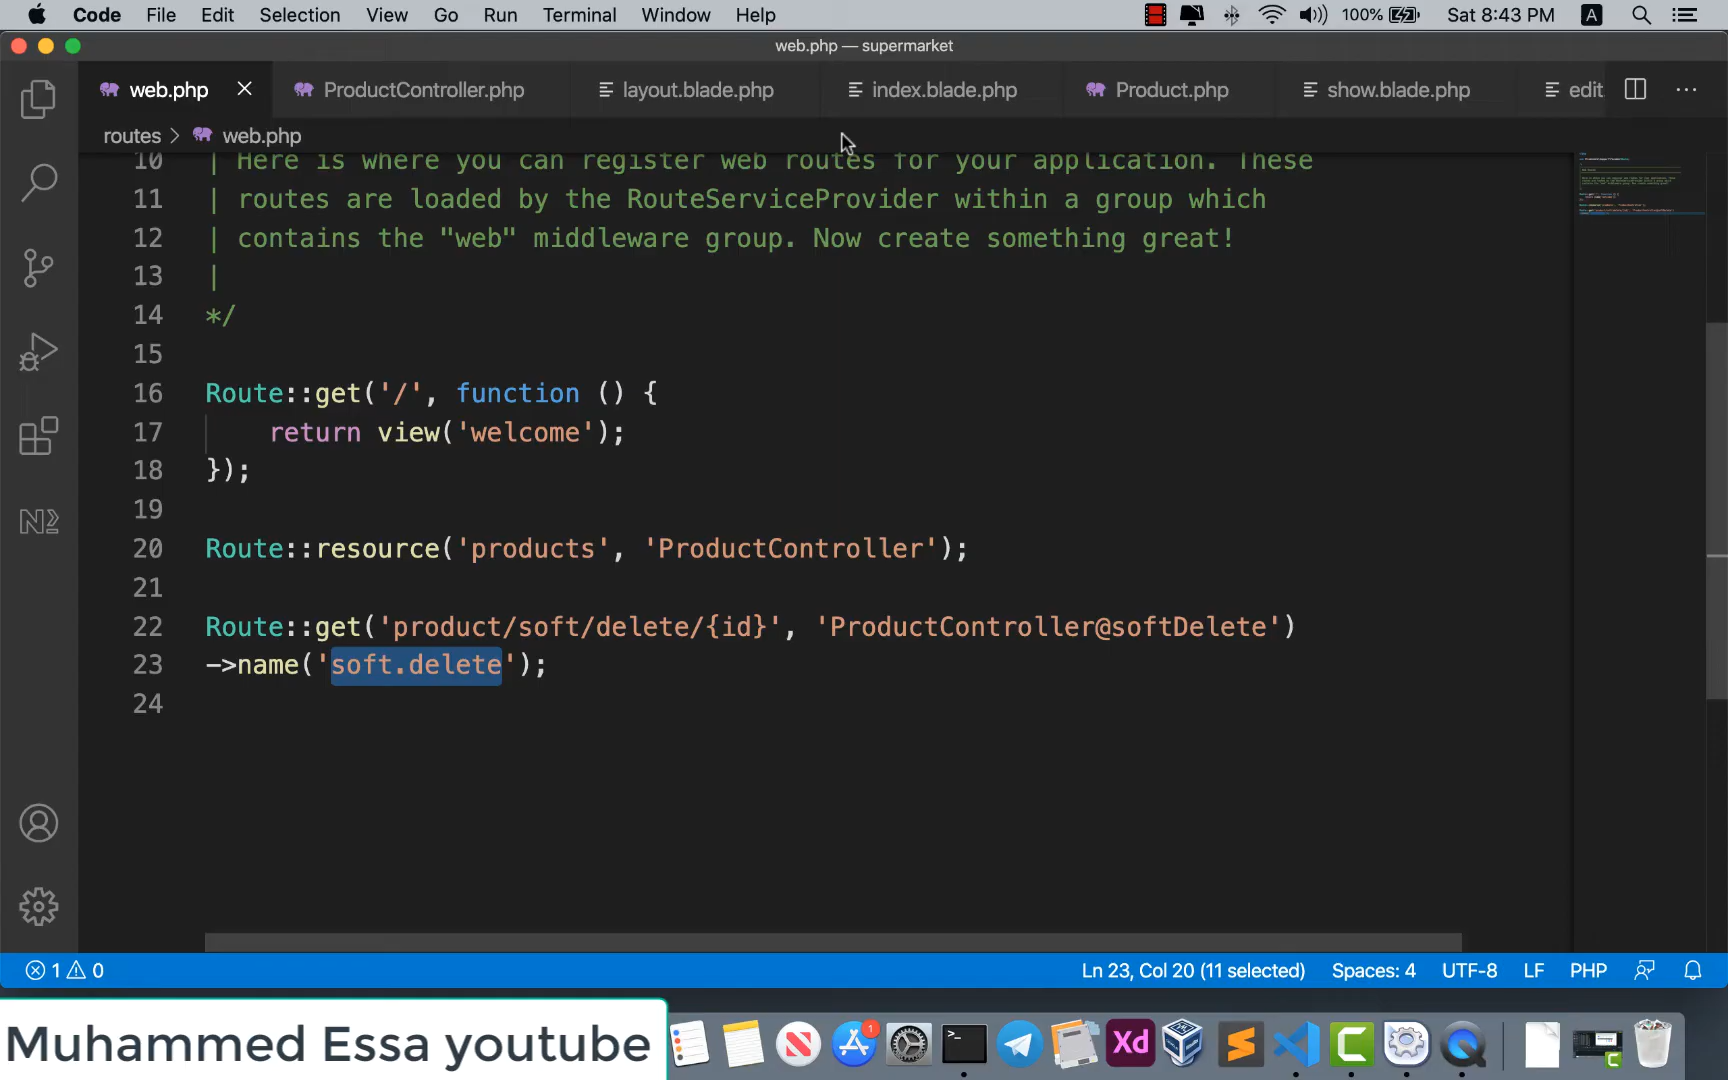 Code File Edit Selection View Go Run Terminal Window Help 100% Sat 8:43 PM A
web.php — supermarket
web.php ProductController.php layout.blade.php index.blade.php Product.php show.blade.php edit
routes > web.php
10 | Here is where you can register web routes for your application. These
11 | routes are loaded by the RouteServiceProvider within a group which
12 | contains the "web" middleware group. Now create something great!
13 |
14 */
15
16 Route::get('/', function () {
17 return view('welcome');
18 });
19
20 Route::resource('products', 'ProductController');
21
22 Route::get('product/soft/delete/{id}', 'ProductController@softDelete')
23 ->name('soft.delete');
24
1 0 Ln 23, Col 20 (11 selected) Spaces: 4 UTF-8 LF PHP
Muhammed Essa youtube
1
Xd